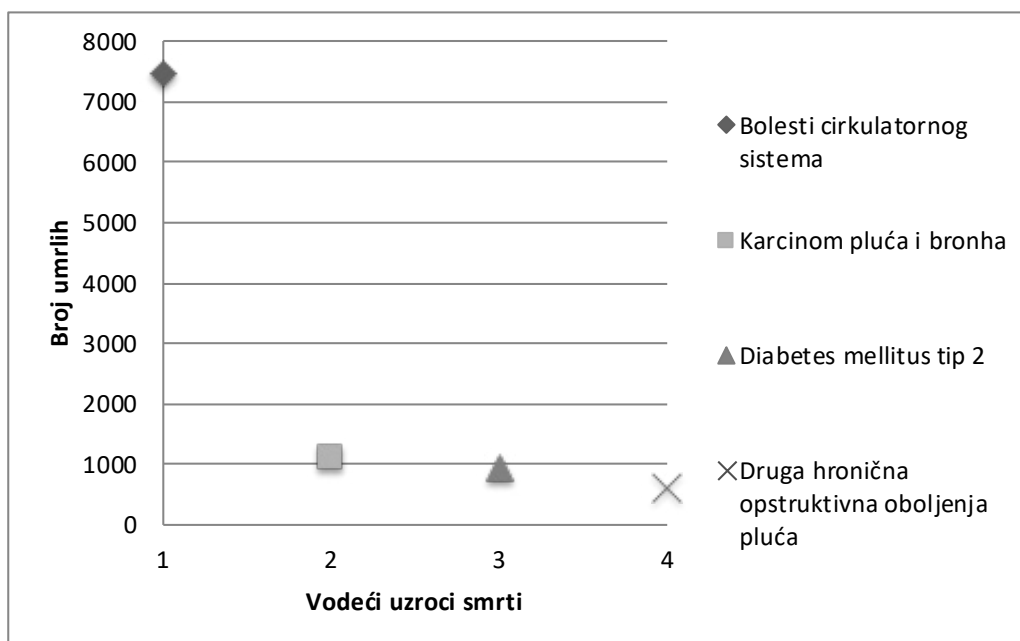 8000
7000
6000
5000
4000
3000
2000
1000
0
Broj umrlih
1 2 3 4
Vodeći uzroci smrti
Bolesti cirkulatornog
sistema
Karcinom pluća i bronha
Diabetes mellitus tip 2
Druga hronična
opstruktivna oboljenja
pluća